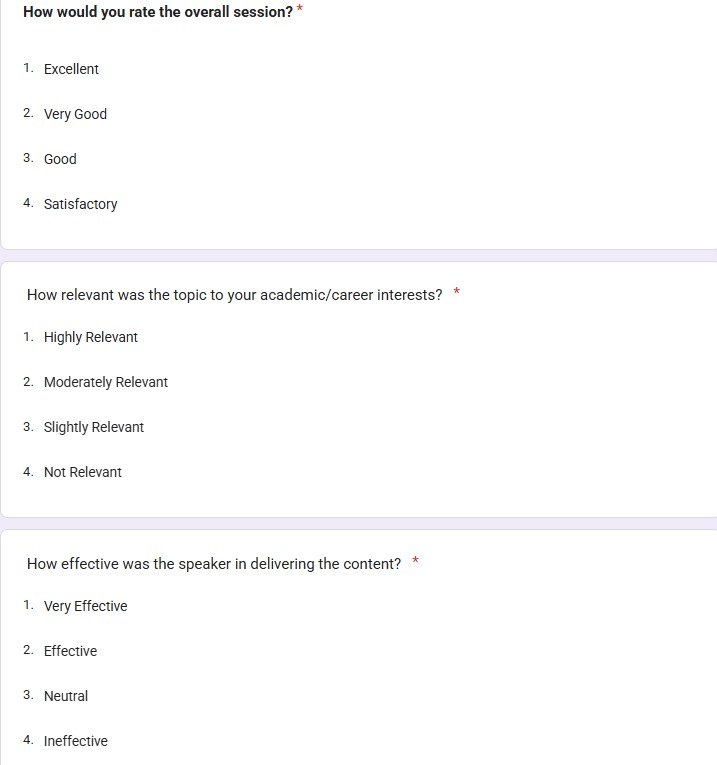 How would you rate the overall session? *
1. Excellent
2. Very Good
3. Good
4. Satisfactory
How relevant was the topic to your academic/career interests? *
1. Highly Relevant
2. Moderately Relevant
3. Slightly Relevant
4. Not Relevant
How effective was the speaker in delivering the content? *
1. Very Effective
2. Effective
3. Neutral
4. Ineffective